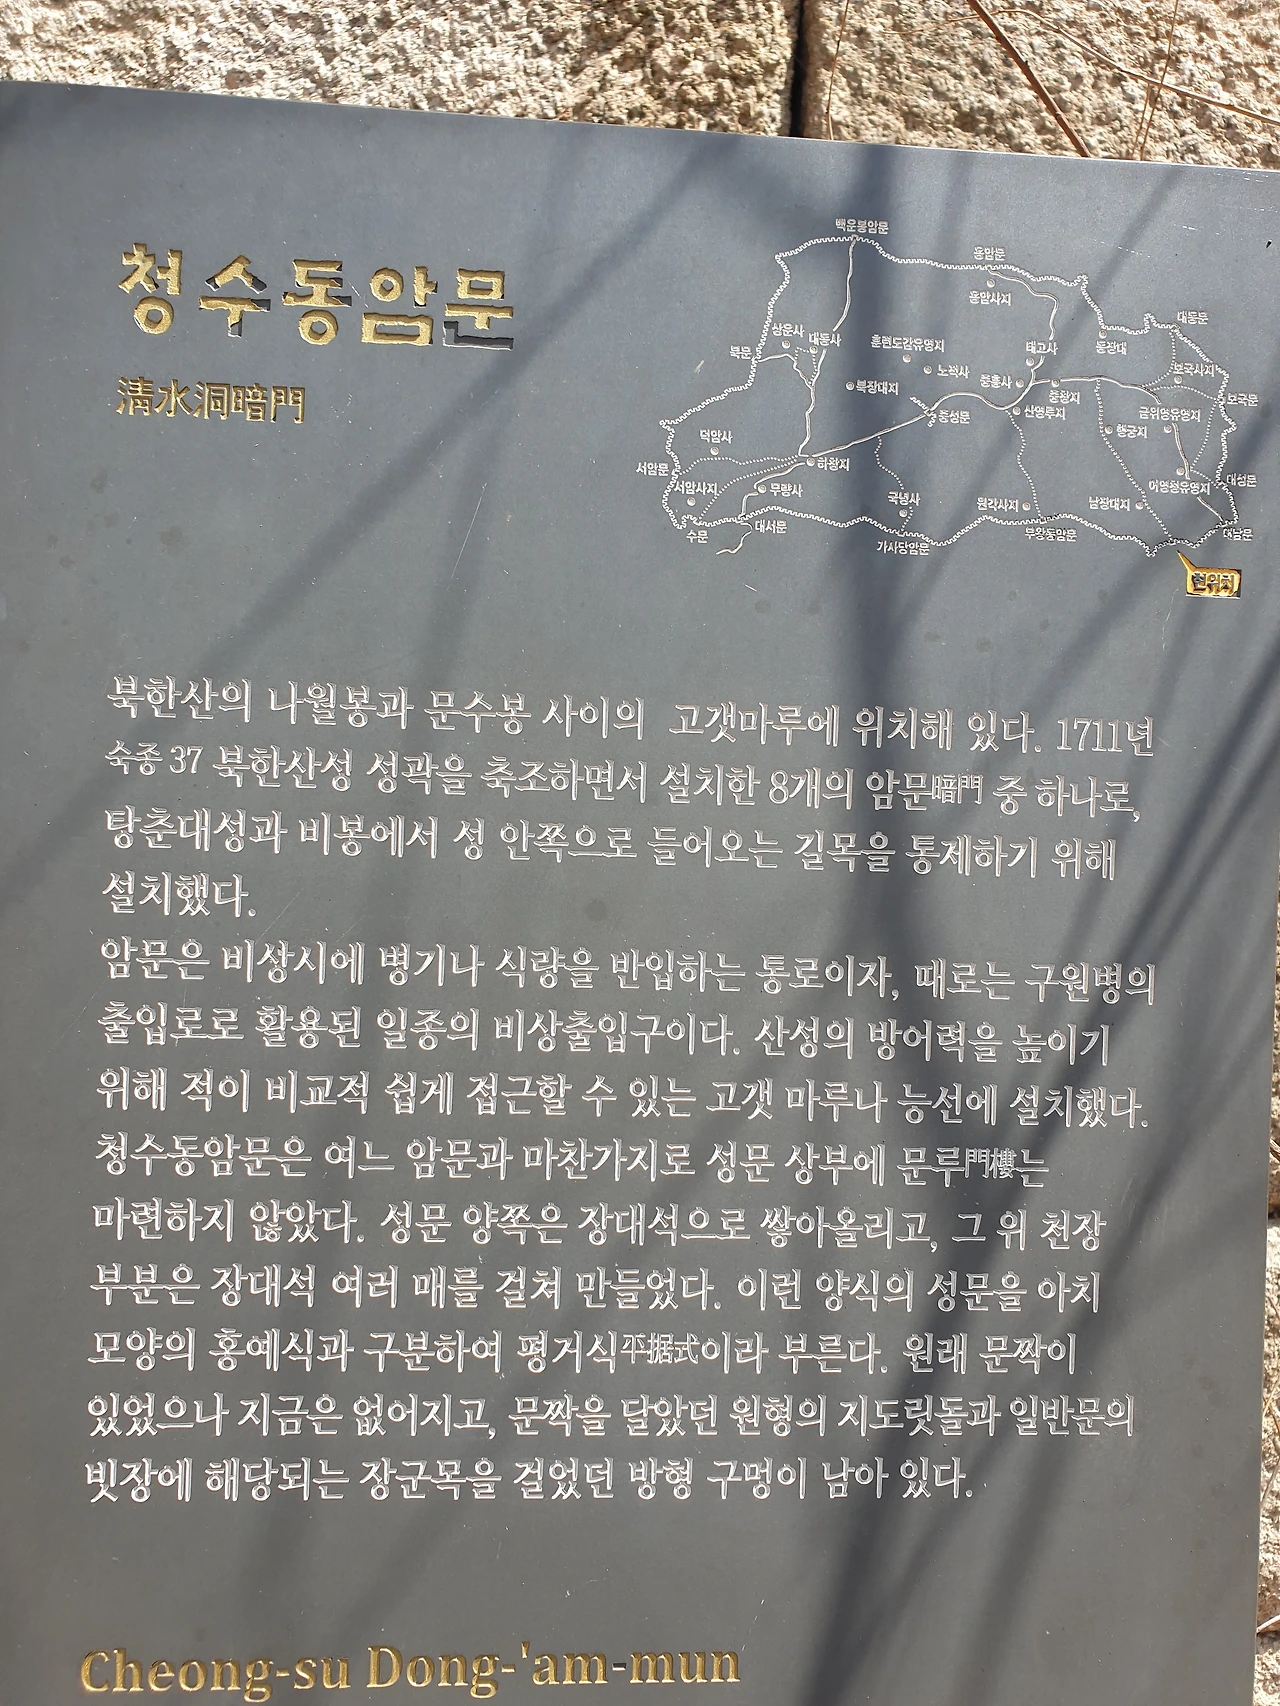 청수동암문
淸水洞暗門
백운봉암문
용암문
용암사지
대동문
동장대
상운사
대동사
북문
훈련도감유영지
노적사
태고사
중흥사
북장대지
중창지
산영루지
중성문
보국사지
보국문
금위영유영지
행궁지
덕암사
서암문
하창지
서암사지
무량사
국녕사
원각사지
남장대지
어영청유영지
대성문
수문
대서문
가사당암문
부왕동암문
대남문
현위치
북한산의 나월봉과 문수봉 사이의 고갯마루에 위치해 있다. 1711년
숙종 37 북한산성 성곽을 축조하면서 설치한 8개의 암문暗門 중 하나로,
탕춘대성과 비봉에서 성 안쪽으로 들어오는 길목을 통제하기 위해
설치했다.
암문은 비상시에 병기나 식량을 반입하는 통로이자, 때로는 구원병의
출입로로 활용된 일종의 비상출입구이다. 산성의 방어력을 높이기
위해 적이 비교적 쉽게 접근할 수 있는 고갯 마루나 능선에 설치했다.
청수동암문은 여느 암문과 마찬가지로 성문 상부에 문루門樓는
마련하지 않았다. 성문 양쪽은 장대석으로 쌓아올리고, 그 위 천장
부분은 장대석 여러 매를 걸쳐 만들었다. 이런 양식의 성문을 아치
모양의 홍예식과 구분하여 평거식平据式이라 부른다. 원래 문짝이
있었으나 지금은 없어지고, 문짝을 달았던 원형의 지도릿돌과 일반문의
빗장에 해당되는 장군목을 걸었던 방형 구멍이 남아 있다.
Cheong-su Dong-'am-mun